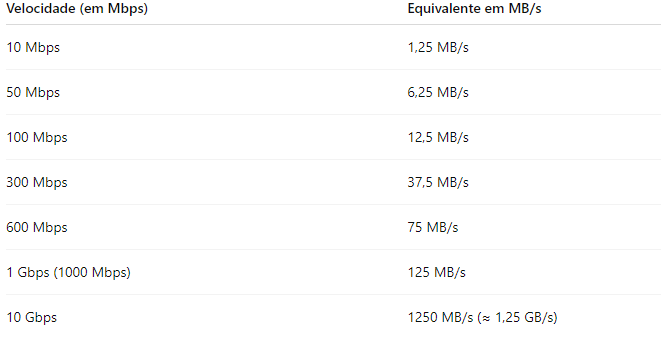 Velocidade (em Mbps) Equivalente em MB/s
10 Mbps 1,25 MB/s
50 Mbps 6,25 MB/s
100 Mbps 12,5 MB/s
300 Mbps 37,5 MB/s
600 Mbps 75 MB/s
1 Gbps (1000 Mbps) 125 MB/s
10 Gbps 1250 MB/s (≈ 1,25 GB/s)